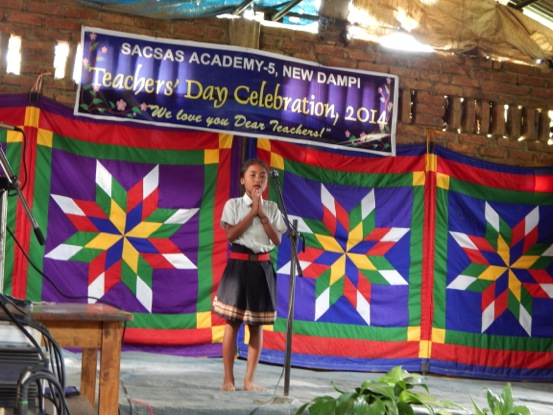 SACSAS ACADEMY-5, NEW DAMPI
Teachers' Day Celebration, 2014
"We love you Dear Teachers!"